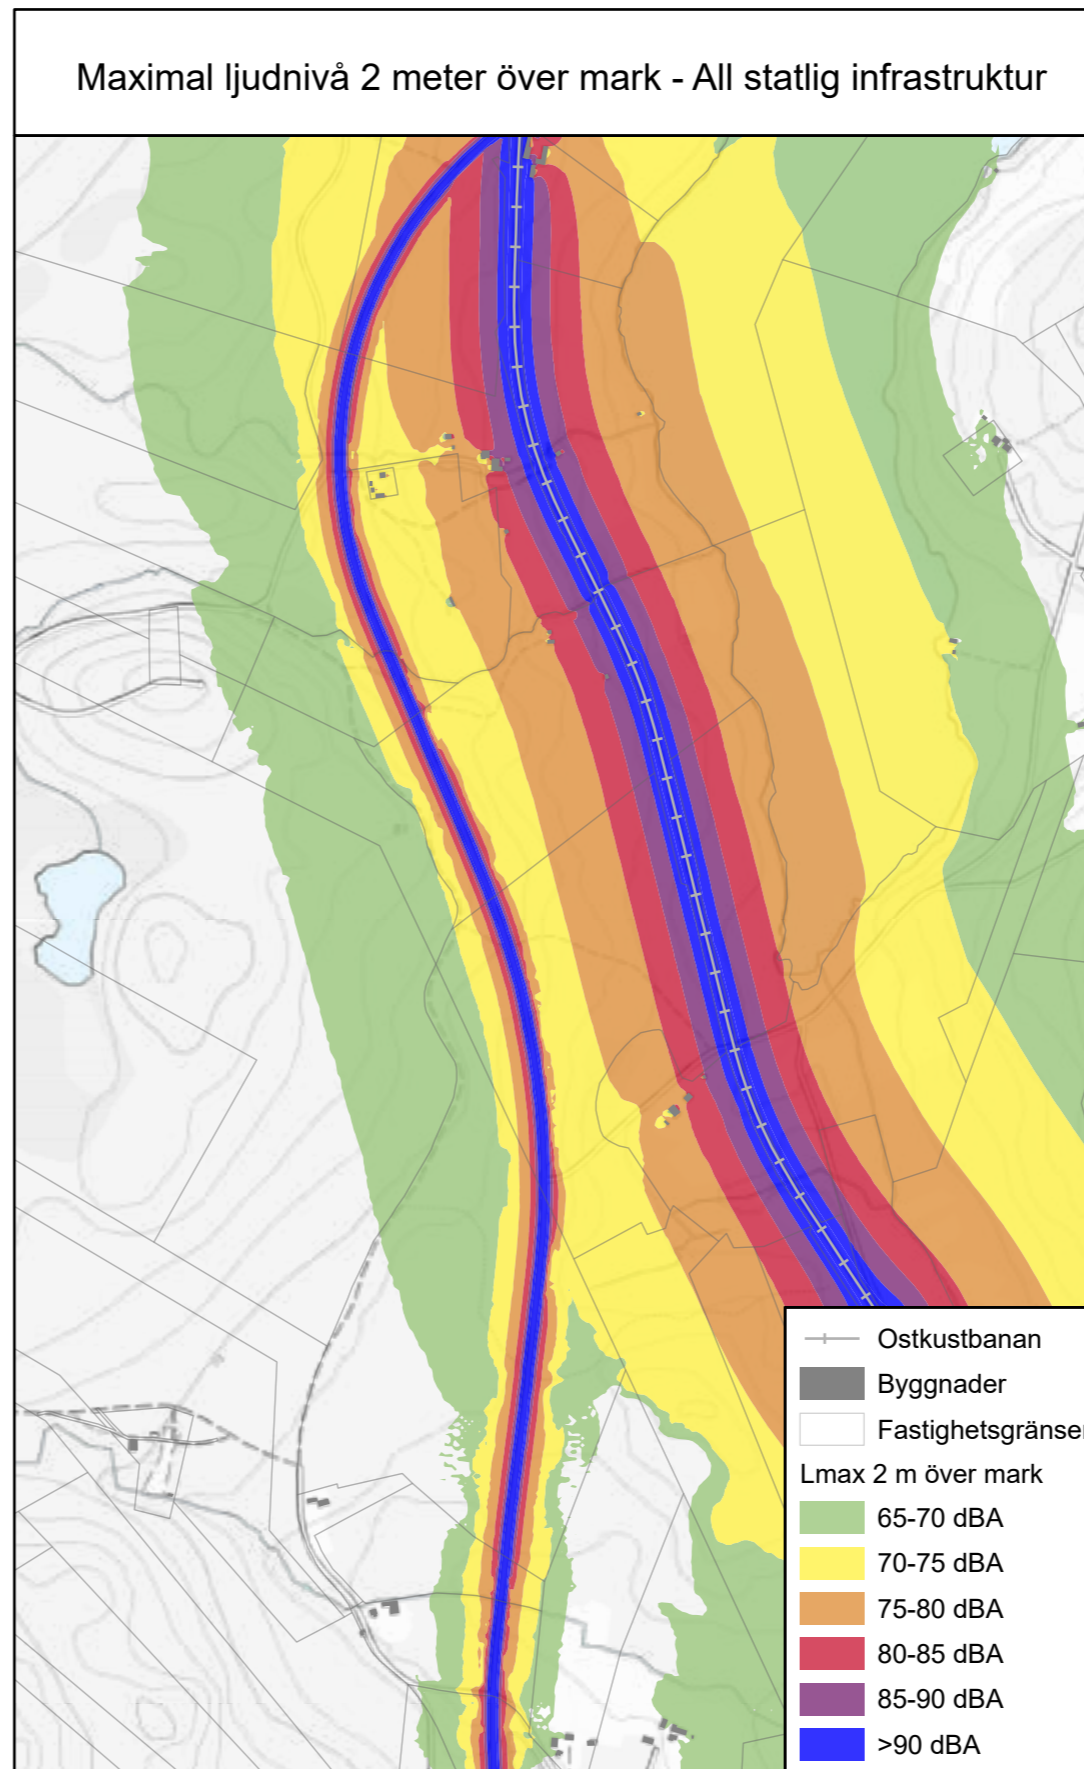 Maximal ljudnivå 2 meter över mark - All statlig infrastruktur
Ostkustbanan
Byggnader
Fastighetsgränser
Lmax 2 m över mark
65-70 dBA
70-75 dBA
75-80 dBA
80-85 dBA
85-90 dBA
>90 dBA